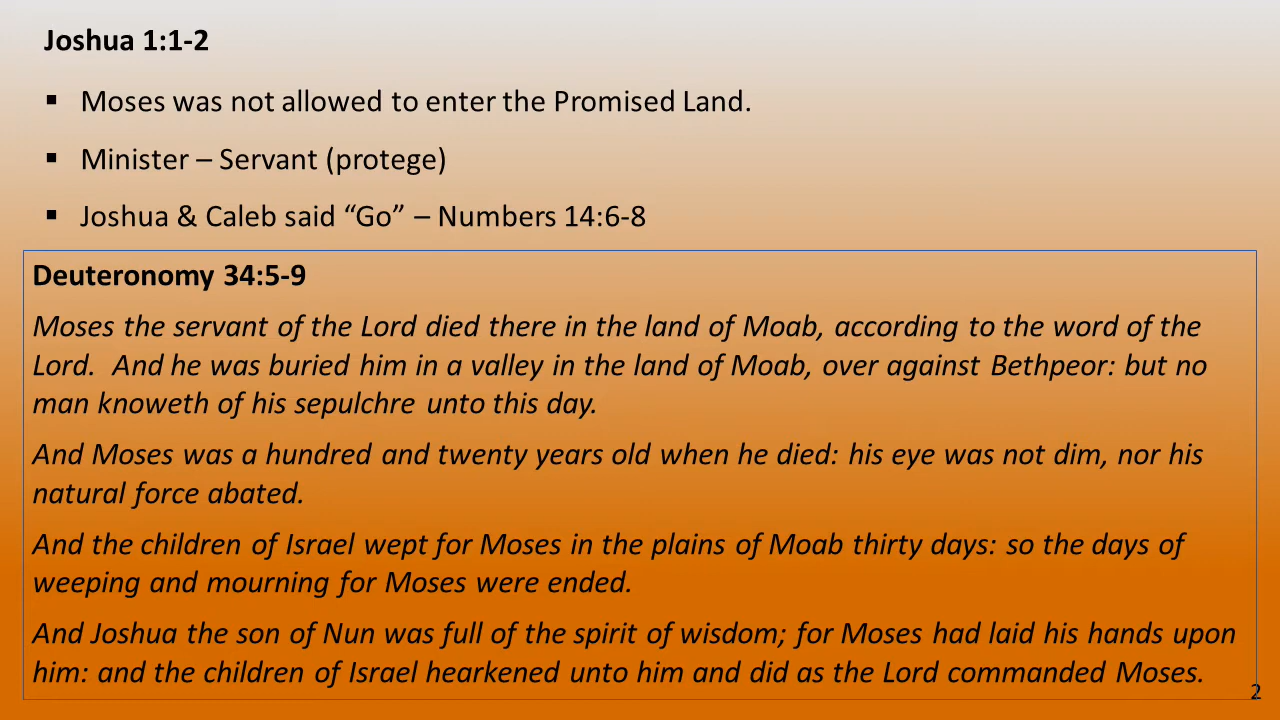 Joshua 1:1-2
▪ Moses was not allowed to enter the Promised Land.
▪ Minister – Servant (protege)
▪ Joshua & Caleb said “Go” – Numbers 14:6-8
Deuteronomy 34:5-9
Moses the servant of the Lord died there in the land of Moab, according to the word of the
Lord.  And he was buried him in a valley in the land of Moab, over against Bethpeor: but no
man knoweth of his sepulchre unto this day.
And Moses was a hundred and twenty years old when he died: his eye was not dim, nor his
natural force abated.
And the children of Israel wept for Moses in the plains of Moab thirty days: so the days of
weeping and mourning for Moses were ended.
And Joshua the son of Nun was full of the spirit of wisdom; for Moses had laid his hands upon
him: and the children of Israel hearkened unto him and did as the Lord commanded Moses.
2